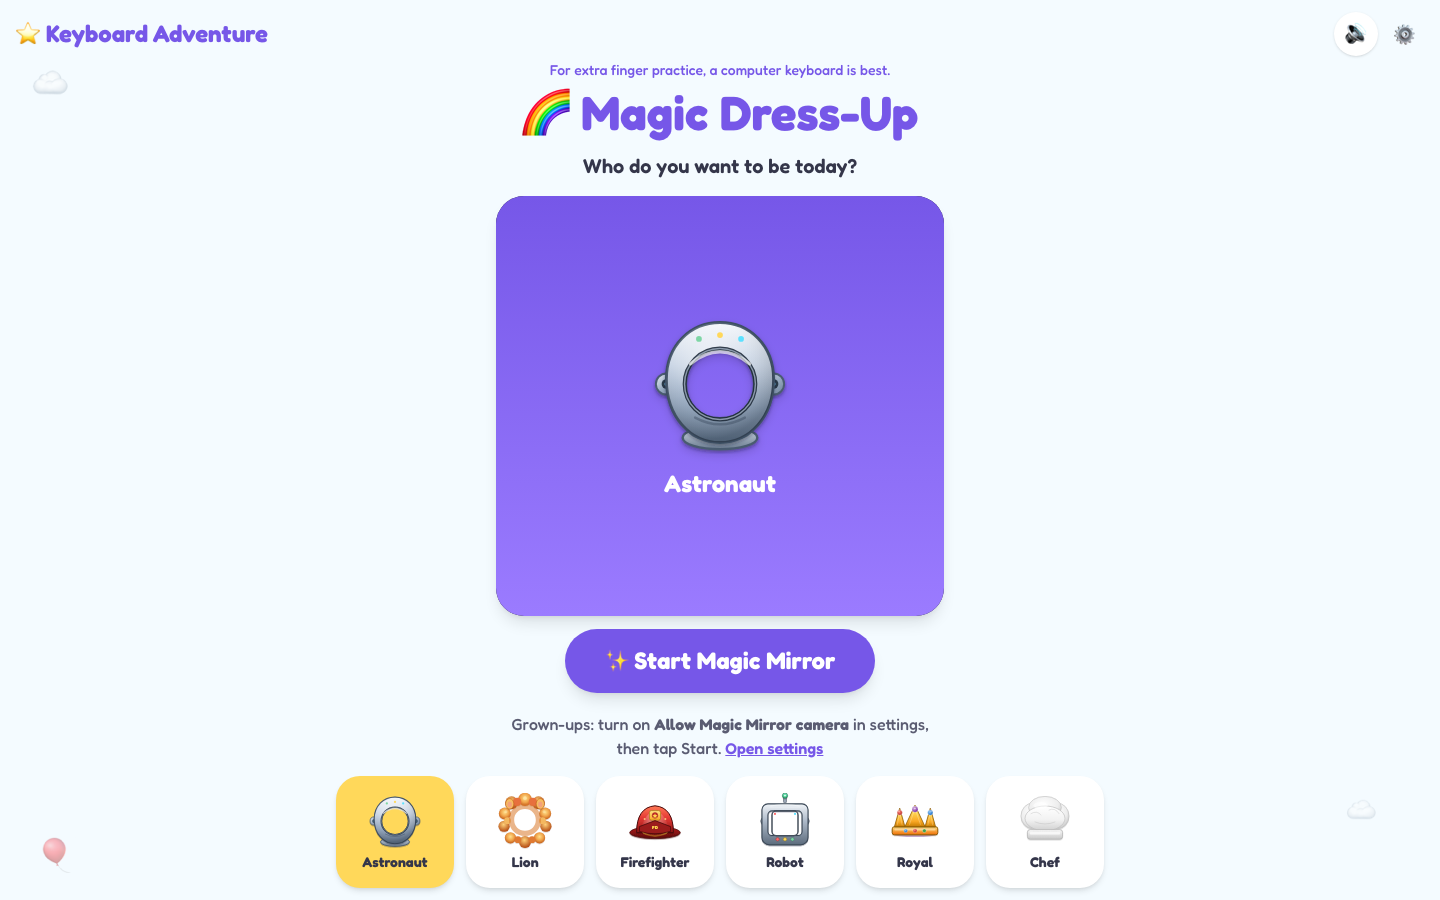 Keyboard Adventure
For extra finger practice, a computer keyboard is best.
Magic Dress-Up
Who do you want to be today?
Astronaut
Start Magic Mirror
Grown-ups: turn on Allow Magic Mirror camera in settings,
then tap Start. Open settings
Astronaut
Lion
Firefighter
Robot
Royal
Chef